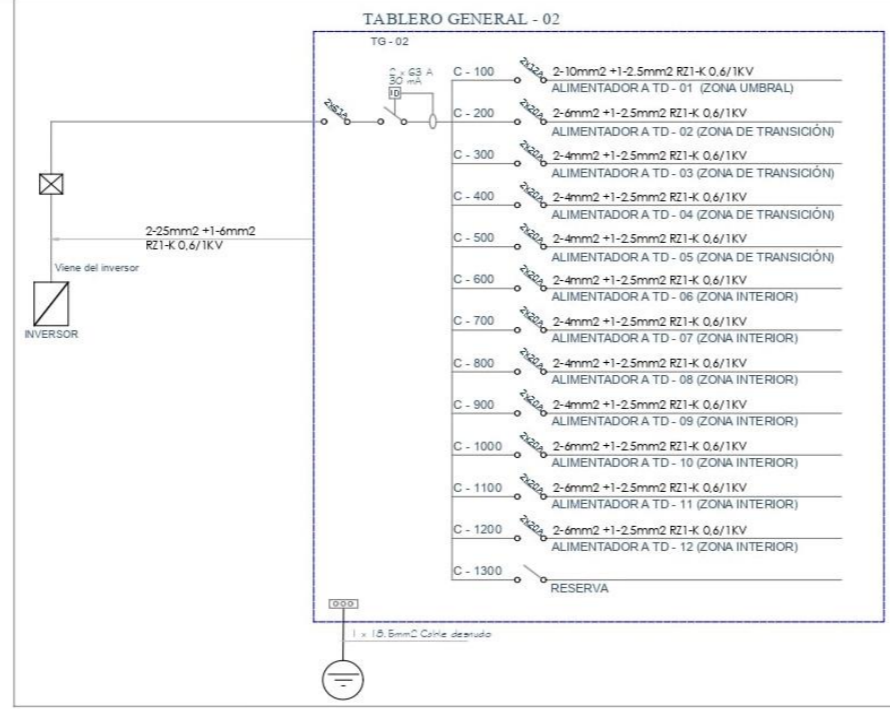 TABLERO GENERAL - 02
TG - 02
2 x 63 A
30 mA
ID
2x63A
C - 100
2x32A
2-10mm2 +1-2.5mm2 RZ1-K 0,6/1KV
ALIMENTADOR A TD - 01 (ZONA UMBRAL)
C - 200
2x20A
2-6mm2 +1-2.5mm2 RZ1-K 0,6/1KV
ALIMENTADOR A TD - 02 (ZONA DE TRANSICIÓN)
C - 300
2x20A
2-4mm2 +1-2.5mm2 RZ1-K 0,6/1KV
ALIMENTADOR A TD - 03 (ZONA DE TRANSICIÓN)
C - 400
2x20A
2-4mm2 +1-2.5mm2 RZ1-K 0,6/1KV
ALIMENTADOR A TD - 04 (ZONA DE TRANSICIÓN)
C - 500
2x20A
2-4mm2 +1-2.5mm2 RZ1-K 0,6/1KV
ALIMENTADOR A TD - 05 (ZONA DE TRANSICIÓN)
C - 600
2x20A
2-4mm2 +1-2.5mm2 RZ1-K 0,6/1KV
ALIMENTADOR A TD - 06 (ZONA INTERIOR)
C - 700
2x20A
2-4mm2 +1-2.5mm2 RZ1-K 0,6/1KV
ALIMENTADOR A TD - 07 (ZONA INTERIOR)
C - 800
2x20A
2-4mm2 +1-2.5mm2 RZ1-K 0,6/1KV
ALIMENTADOR A TD - 08 (ZONA INTERIOR)
C - 900
2x20A
2-4mm2 +1-2.5mm2 RZ1-K 0,6/1KV
ALIMENTADOR A TD - 09 (ZONA INTERIOR)
C - 1000
2x20A
2-6mm2 +1-2.5mm2 RZ1-K 0,6/1KV
ALIMENTADOR A TD - 10 (ZONA INTERIOR)
C - 1100
2x20A
2-6mm2 +1-2.5mm2 RZ1-K 0,6/1KV
ALIMENTADOR A TD - 11 (ZONA INTERIOR)
C - 1200
2x20A
2-6mm2 +1-2.5mm2 RZ1-K 0,6/1KV
ALIMENTADOR A TD - 12 (ZONA INTERIOR)
C - 1300
RESERVA
2-25mm2 +1-6mm2
RZ1-K 0,6/1KV
Viene del inversor
INVERSOR
1 x 18.5mm2 Cable desnudo